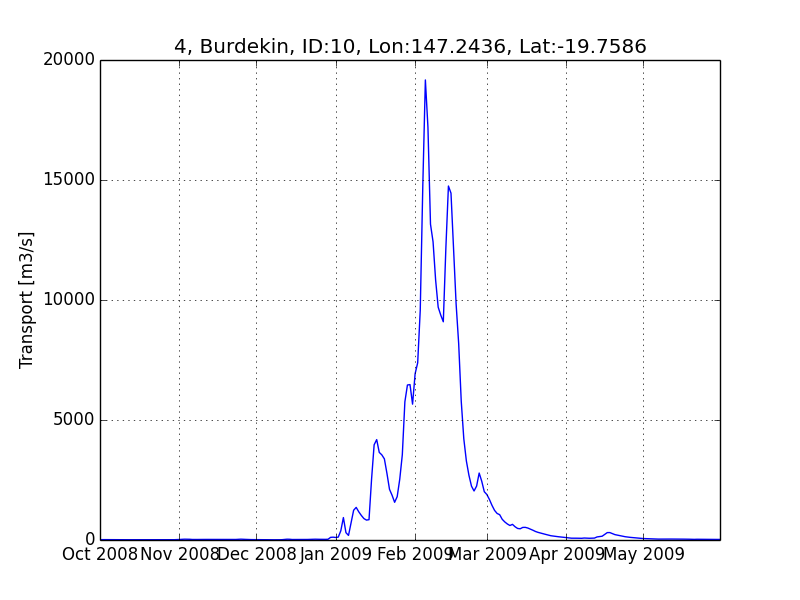 4, Burdekin, ID:10, Lon:147.2436, Lat:-19.7586
Transport [m3/s]
20000
15000
10000
5000
0
Oct 2008 Nov 2008 Dec 2008 Jan 2009 Feb 2009 Mar 2009 Apr 2009 May 2009